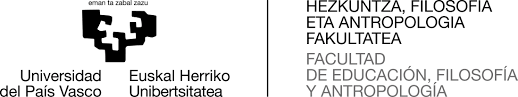 eman ta zabal zazu
Universidad
del País Vasco
Euskal Herriko
Unibertsitatea
HEZKUNTZA, FILOSOFIA
ETA ANTROPOLOGIA
FAKULTATEA
FACULTAD
DE EDUCACIÓN, FILOSOFÍA
Y ANTROPOLOGÍA